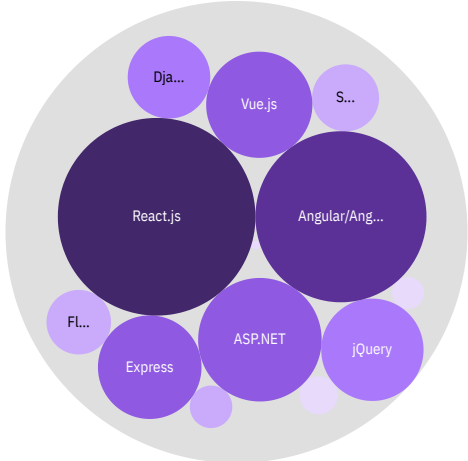 Dja...
Vue.js
S...
React.js
Angular/Ang...
Fl...
ASP.NET
jQuery
Express